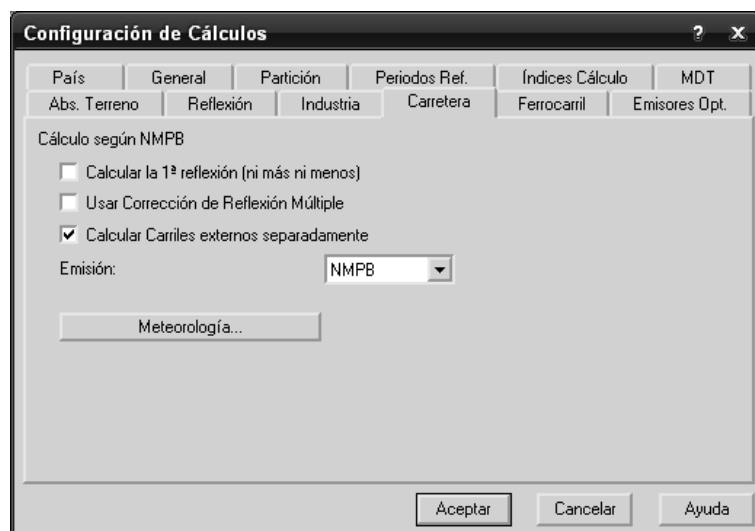 Configuración de Cálculos
? X
País General Partición Periodos Ref. Índices Cálculo MDT
Abs. Terreno Reflexión Industria Carretera Ferrocarril Emisores Opt.
Cálculo según NMPB
Calcular la 1ª reflexión (ni más ni menos)
Usar Corrección de Reflexión Múltiple
Calcular Carriles externos separadamente
Emisión: NMPB
Meteorología...
Aceptar Cancelar Ayuda